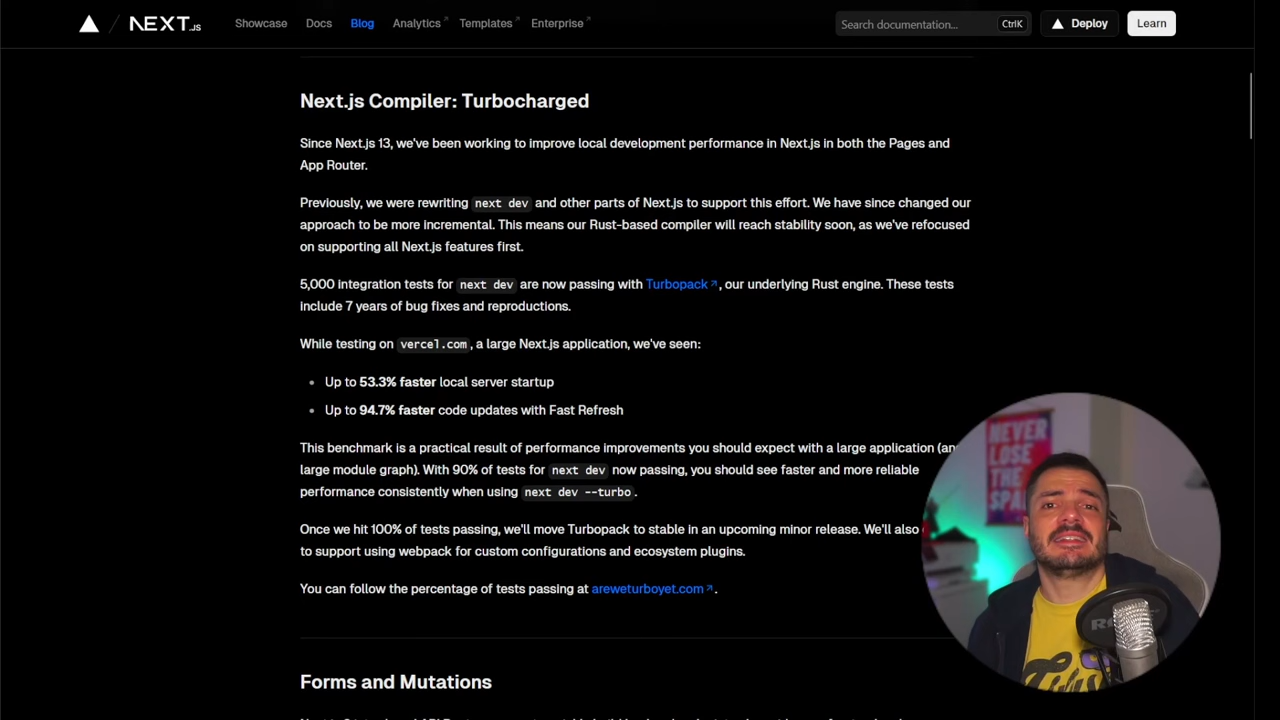 NEXT.JS
Showcase Docs Blog Analytics Templates Enterprise
Search documentation... CtrlK
Deploy
Learn
Next.js Compiler: Turbocharged
Since Next.js 13, we've been working to improve local development performance in Next.js in both the Pages and
App Router.
Previously, we were rewriting next dev and other parts of Next.js to support this effort. We have since changed our
approach to be more incremental. This means our Rust-based compiler will reach stability soon, as we've refocused
on supporting all Next.js features first.
5,000 integration tests for next dev are now passing with Turbopack, our underlying Rust engine. These tests
include 7 years of bug fixes and reproductions.
While testing on vercel.com, a large Next.js application, we've seen:
• Up to 53.3% faster local server startup
• Up to 94.7% faster code updates with Fast Refresh
This benchmark is a practical result of performance improvements you should expect with a large application (and
large module graph). With 90% of tests for next dev now passing, you should see faster and more reliable
performance consistently when using next dev --turbo.
Once we hit 100% of tests passing, we'll move Turbopack to stable in an upcoming minor release. We'll also
to support using webpack for custom configurations and ecosystem plugins.
You can follow the percentage of tests passing at areweturboyet.com.
NEVER
LOSE
THE
Forms and Mutations